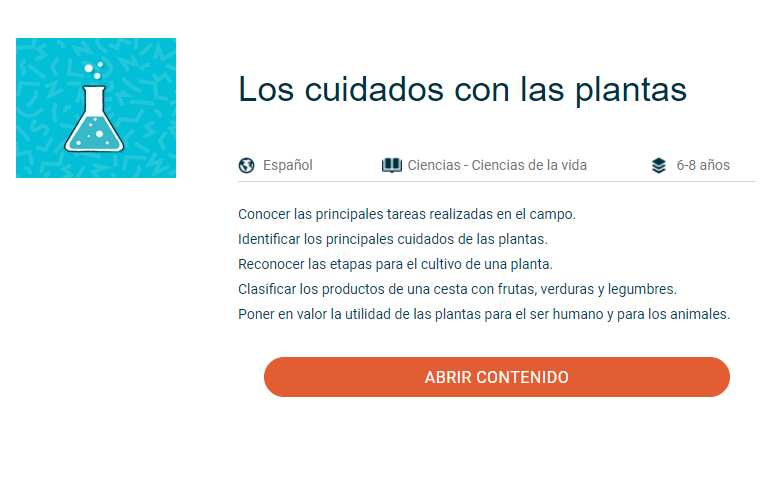 Los cuidados con las plantas
Español
Ciencias - Ciencias de la vida
6-8 años
Conocer las principales tareas realizadas en el campo.
Identificar los principales cuidados de las plantas.
Reconocer las etapas para el cultivo de una planta.
Clasificar los productos de una cesta con frutas, verduras y legumbres.
Poner en valor la utilidad de las plantas para el ser humano y para los animales.
ABRIR CONTENIDO